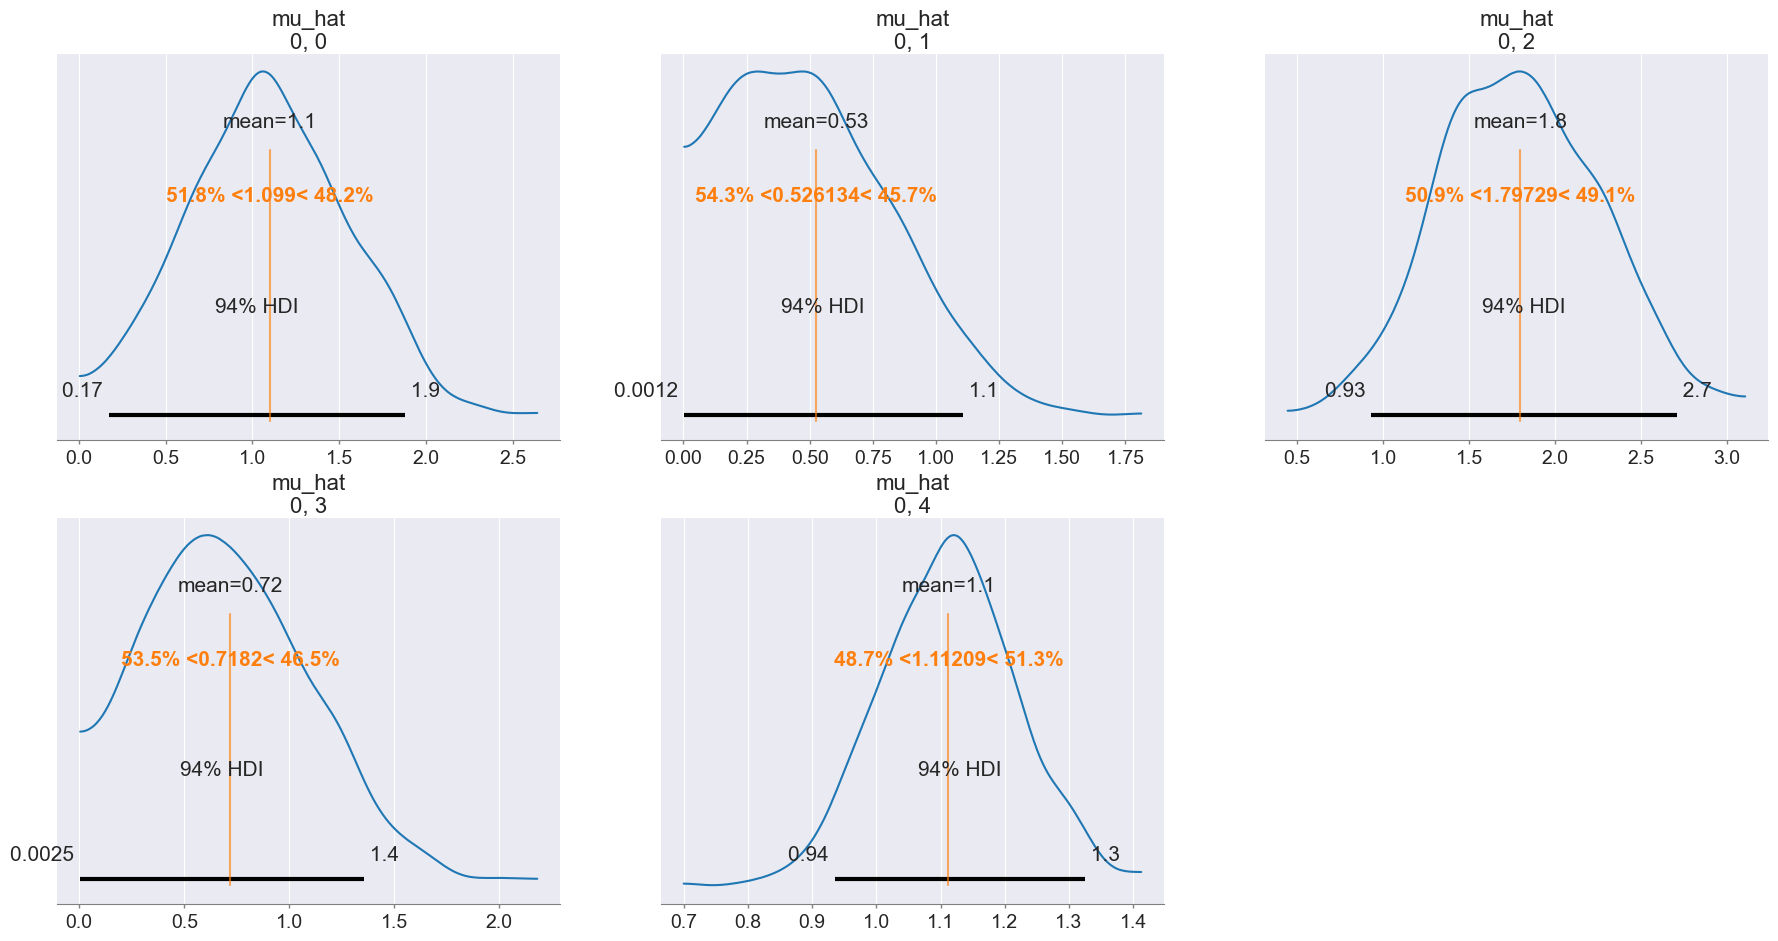 mu_hat
0, 0
mean=1.1
51.8% <1.099< 48.2%
94% HDI
0.17
1.9
0.0 0.5 1.0 1.5 2.0 2.5
mu_hat
0, 1
mean=0.53
54.3% <0.526134< 45.7%
94% HDI
0.0012
1.1
0.00 0.25 0.50 0.75 1.00 1.25 1.50 1.75
mu_hat
0, 2
mean=1.8
50.9% <1.79729< 49.1%
94% HDI
0.93
2.7
0.5 1.0 1.5 2.0 2.5 3.0
mu_hat
0, 3
mean=0.72
53.5% <0.7182< 46.5%
94% HDI
0.0025
1.4
0.0 0.5 1.0 1.5 2.0
mu_hat
0, 4
mean=1.1
48.7% <1.11209< 51.3%
94% HDI
0.94
1.3
0.7 0.8 0.9 1.0 1.1 1.2 1.3 1.4